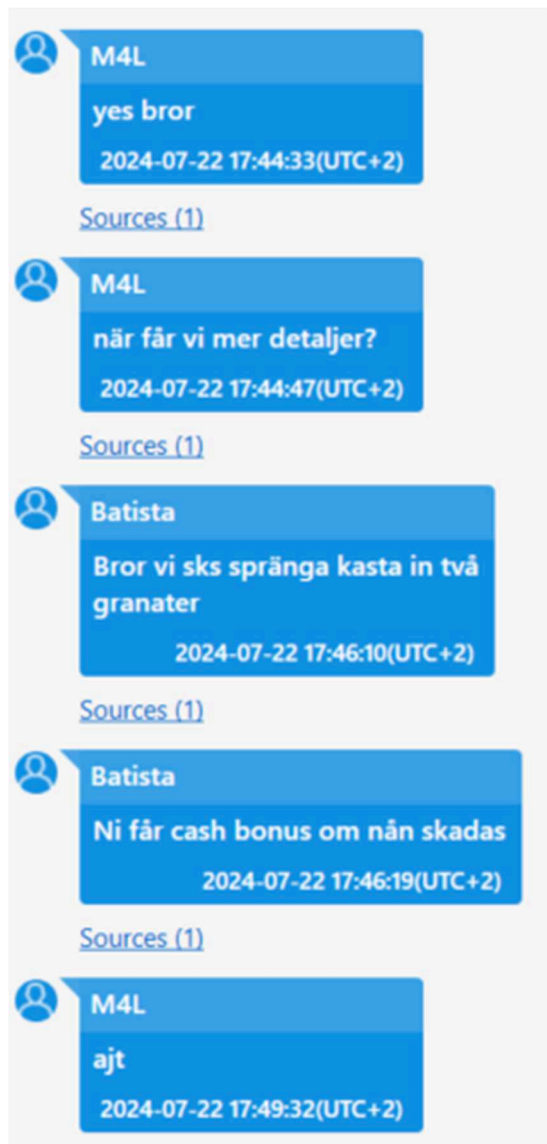 M4L
yes bror
2024-07-22 17:44:33(UTC+2)
Sources (1)
M4L
när får vi mer detaljer?
2024-07-22 17:44:47(UTC+2)
Sources (1)
Batista
Bror vi sks spränga kasta in två
granater
2024-07-22 17:46:10(UTC+2)
Sources (1)
Batista
Ni får cash bonus om nån skadas
2024-07-22 17:46:19(UTC+2)
Sources (1)
M4L
ajt
2024-07-22 17:49:32(UTC+2)